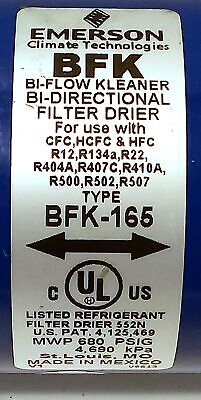 EMERSON
Climate Technologies
BFK
BI-FLOW KLEANER
BI-DIRECTIONAL
FILTER DRIER
For use with
CFC,HCFC & HFC
R12,R134a,R22,
R404A,R407C,R410A,
R500,R502,R507
TYPE
BFK-165
C UL US
LISTED REFRIGERANT
FILTER DRIER 552N
U.S. PAT. 4,125,469
MWP 680 PSIG
4,690 kPa
St. Louis, MO
MADE IN MEXICO